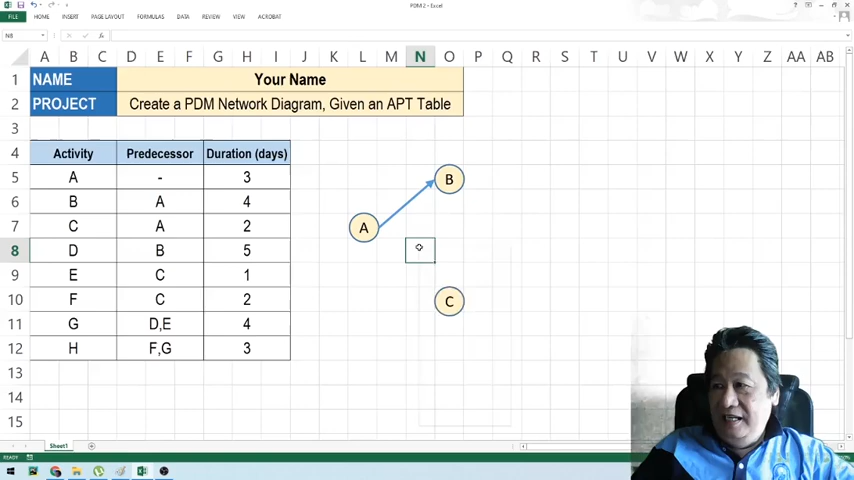 PDM 2 - Excel
FILE HOME INSERT PAGE LAYOUT FORMULAS DATA REVIEW VIEW ACROBAT
N8 fx
A B C D E F G H I J K L M N O P Q R S T U V W X Y Z AA AB
1 NAME Your Name
2 PROJECT Create a PDM Network Diagram, Given an APT Table
3
4 Activity Predecessor Duration (days)
5 A - 3
6 B A 4
7 C A 2
8 D B 5
9 E C 1
10 F C 2
11 G D,E 4
12 H F,G 3
13
14
15
B
A
C
Sheet1